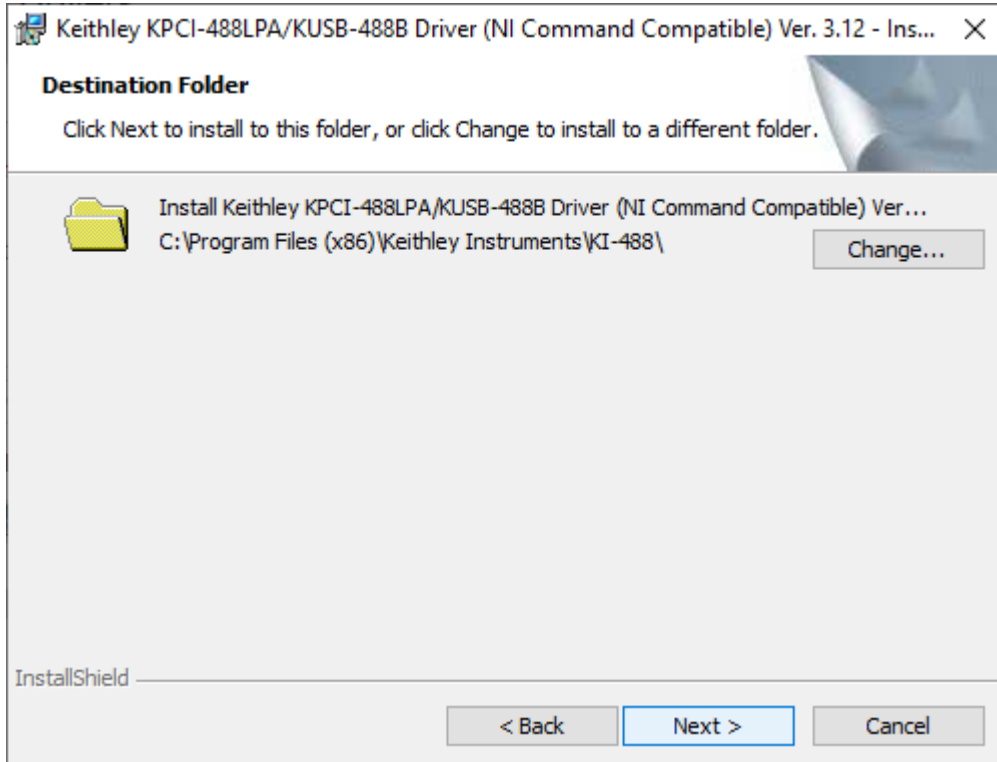 Keithley KPCI-488LPA/KUSB-488B Driver (NI Command Compatible) Ver. 3.12 - Ins...
Destination Folder
Click Next to install to this folder, or click Change to install to a different folder.
Install Keithley KPCI-488LPA/KUSB-488B Driver (NI Command Compatible) Ver...
C:\Program Files (x86)\Keithley Instruments\KI-488\
Change...
InstallShield
< Back
Next >
Cancel